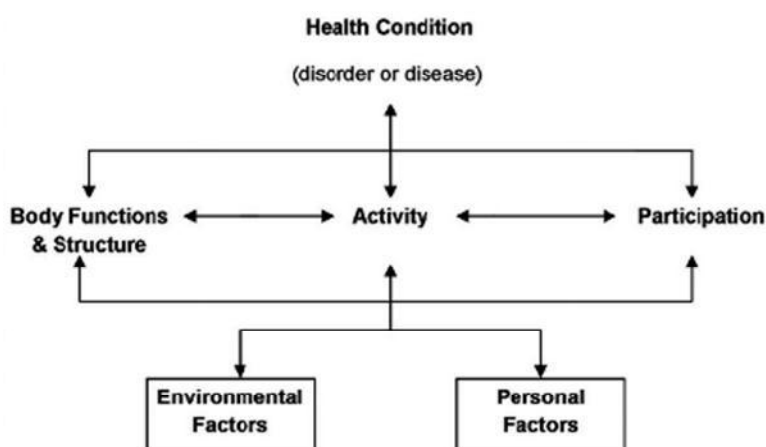 Health Condition
(disorder or disease)
Body Functions
& Structure
Activity
Participation
Environmental
Factors
Personal
Factors